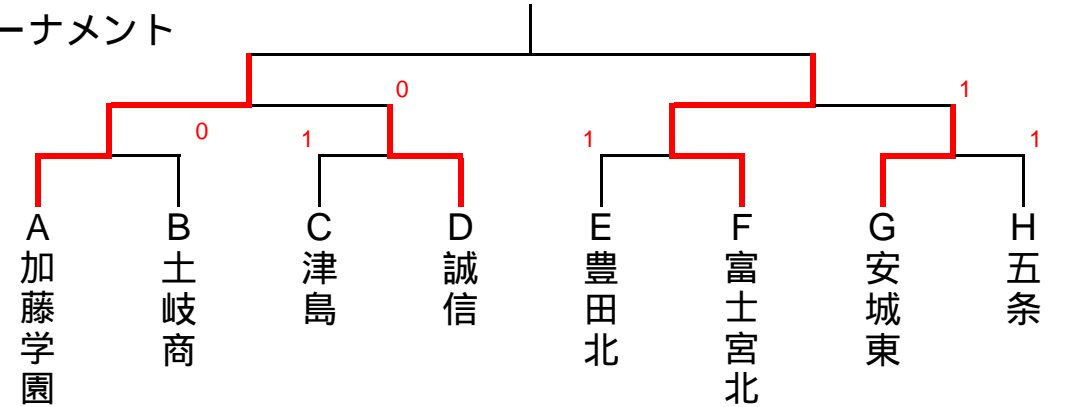 ーナメント
0
1
0
1
0
1
1
A 加藤学園
B 土岐商
C 津島
D 誠信
E 豊田北
F 富士宮北
G 安城東
H 五条